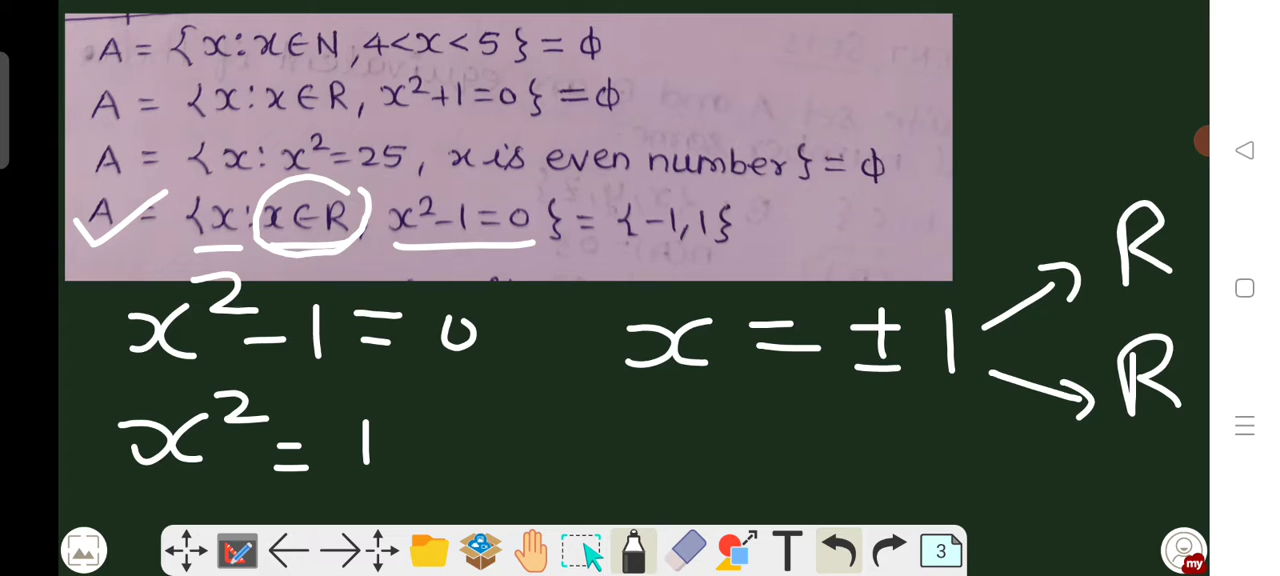 A = {x : x ∈ N, 4 < x < 5 } = ϕ
A = {x : x ∈ R, x² + 1 = 0 } = ϕ
A = {x : x² = 25, x is even number } = ϕ
A = {x : x ∈ R, x² - 1 = 0 } = {-1, 1}
x² - 1 = 0
x = ± 1
R
R
x² = 1
T
3
my